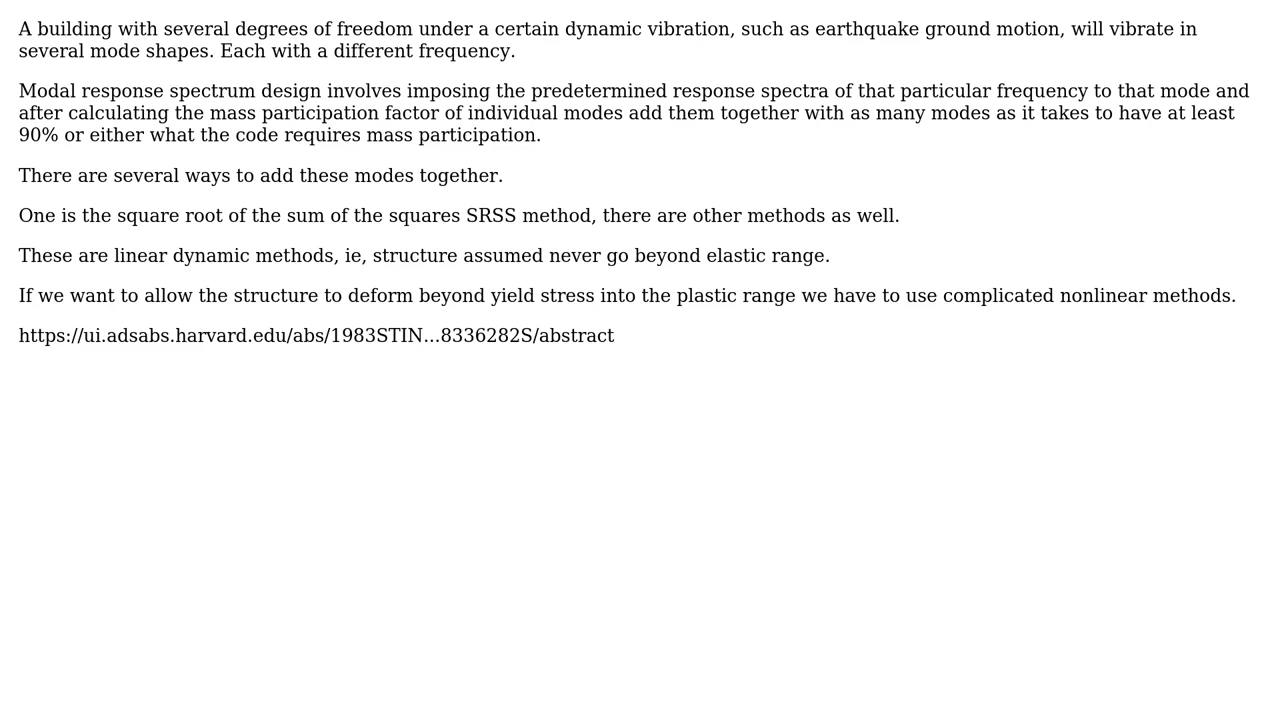 A building with several degrees of freedom under a certain dynamic vibration, such as earthquake ground motion, will vibrate in
several mode shapes. Each with a different frequency.
Modal response spectrum design involves imposing the predetermined response spectra of that particular frequency to that mode and
after calculating the mass participation factor of individual modes add them together with as many modes as it takes to have at least
90% or either what the code requires mass participation.
There are several ways to add these modes together.
One is the square root of the sum of the squares SRSS method, there are other methods as well.
These are linear dynamic methods, ie, structure assumed never go beyond elastic range.
If we want to allow the structure to deform beyond yield stress into the plastic range we have to use complicated nonlinear methods.
https://ui.adsabs.harvard.edu/abs/1983STIN...8336282S/abstract